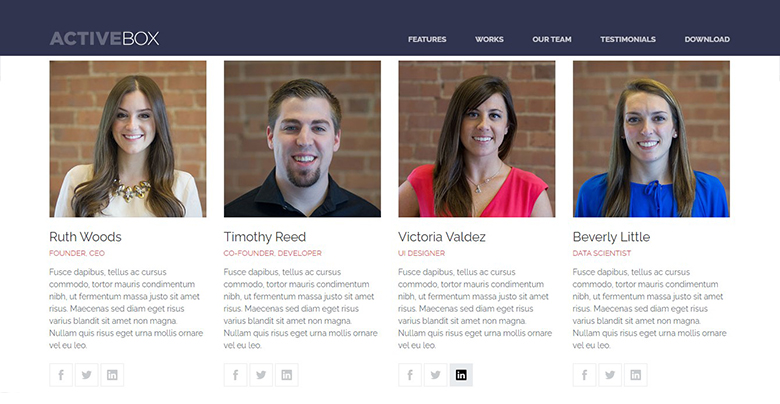 ACTIVEBOX
FEATURES WORKS OUR TEAM TESTIMONIALS DOWNLOAD
Ruth Woods
FOUNDER, CEO
Fusce dapibus, tellus ac cursus
commodo, tortor mauris condimentum
nibh, ut fermentum massa justo sit amet
risus. Maecenas sed diam eget risus
varius blandit sit amet non magna.
Nullam quis risus eget urna mollis ornare
vel eu leo.
f in
Timothy Reed
CO-FOUNDER, DEVELOPER
Fusce dapibus, tellus ac cursus
commodo, tortor mauris condimentum
nibh, ut fermentum massa justo sit amet
risus. Maecenas sed diam eget risus
varius blandit sit amet non magna.
Nullam quis risus eget urna mollis ornare
vel eu leo.
f in
Victoria Valdez
UI DESIGNER
Fusce dapibus, tellus ac cursus
commodo, tortor mauris condimentum
nibh, ut fermentum massa justo sit amet
risus. Maecenas sed diam eget risus
varius blandit sit amet non magna.
Nullam quis risus eget urna mollis ornare
vel eu leo.
f in
Beverly Little
DATA SCIENTIST
Fusce dapibus, tellus ac cursus
commodo, tortor mauris condimentum
nibh, ut fermentum massa justo sit amet
risus. Maecenas sed diam eget risus
varius blandit sit amet non magna.
Nullam quis risus eget urna mollis ornare
vel eu leo.
f in